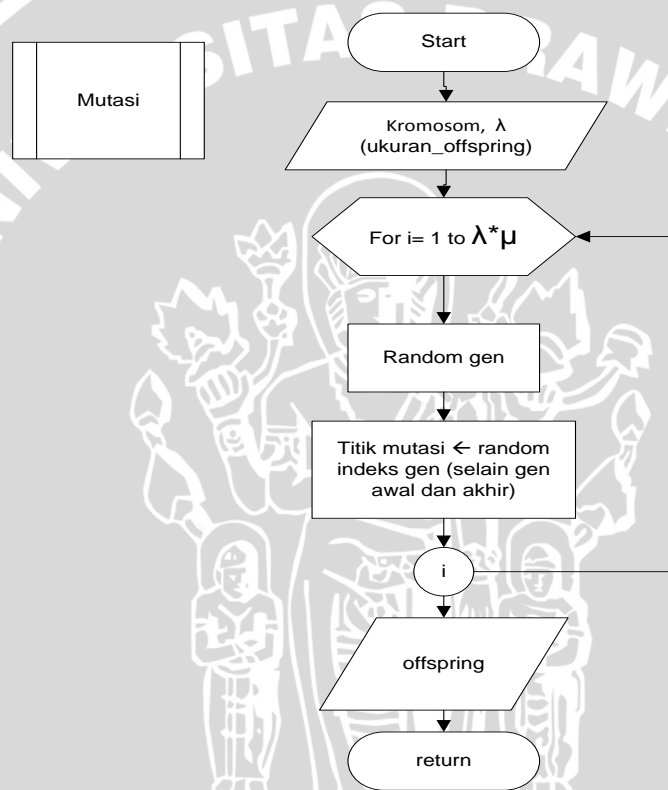 Start
Mutasi
Kromosom, λ
(ukuran_offspring)
For i= 1 to λ*μ
Random gen
Titik mutasi ← random
indeks gen (selain gen
awal dan akhir)
i
offspring
return